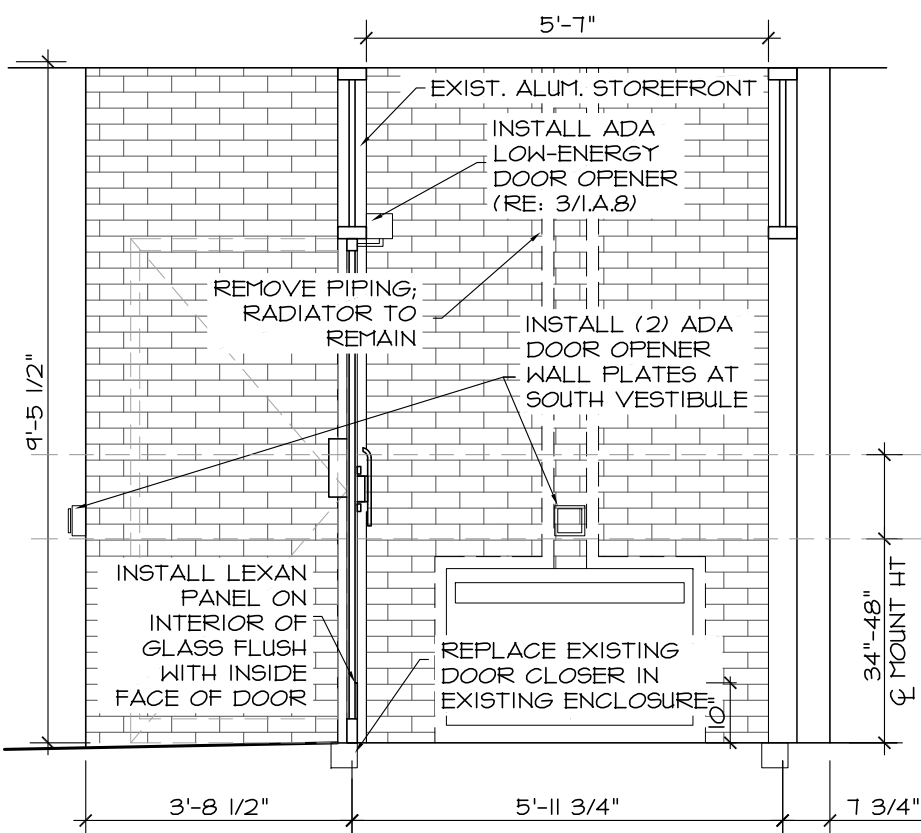 5'-7"
EXIST. ALUM. STOREFRONT
INSTALL ADA
LOW-ENERGY
DOOR OPENER
(RE: 3/1.A.8)
REMOVE PIPING;
RADIATOR TO
REMAIN
INSTALL (2) ADA
DOOR OPENER
WALL PLATES AT
SOUTH VESTIBULE
9'-5 1/2"
INSTALL LEXAN
PANEL ON
INTERIOR OF
GLASS FLUSH
WITH INSIDE
FACE OF DOOR
REPLACE EXISTING
DOOR CLOSER IN
EXISTING ENCLOSURE
10"
34"-48"
℄ MOUNT HT
3'-8 1/2"
5'-11 3/4"
7 3/4"